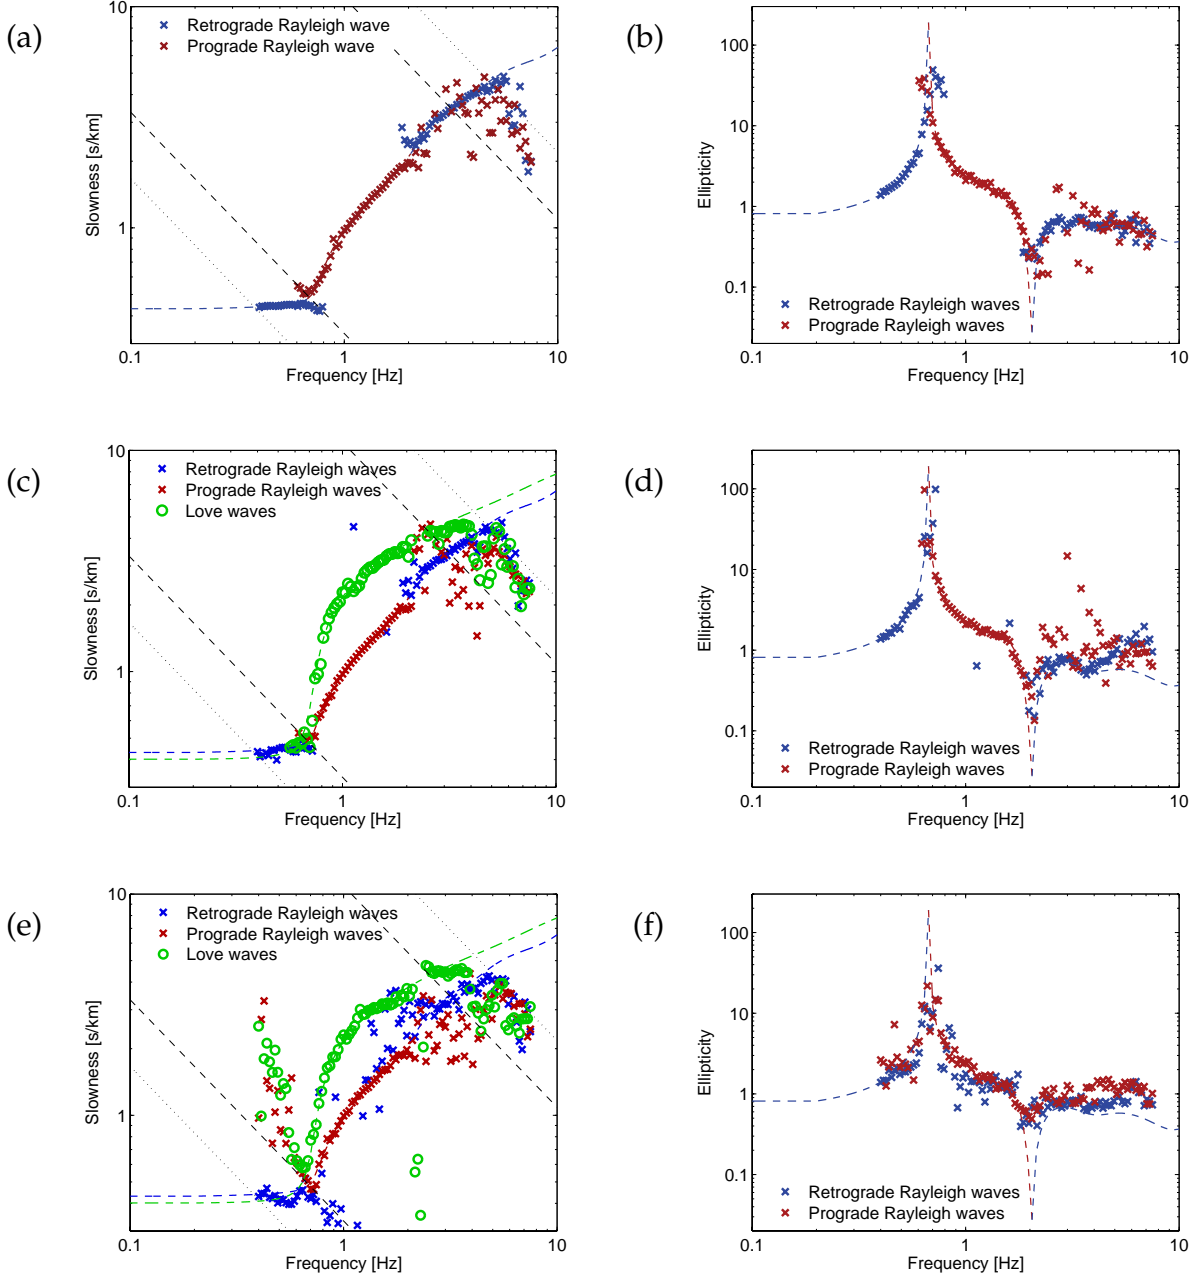 (a)
10
1
Slowness [s/km]
Retrograde Rayleigh wave
Prograde Rayleigh wave
0.1
1
10
Frequency [Hz]
(b)
100
10
1
0.1
Ellipticity
Retrograde Rayleigh waves
Prograde Rayleigh waves
0.1
1
10
Frequency [Hz]
(c)
10
1
Slowness [s/km]
Retrograde Rayleigh waves
Prograde Rayleigh waves
Love waves
0.1
1
10
Frequency [Hz]
(d)
100
10
1
0.1
Ellipticity
Retrograde Rayleigh waves
Prograde Rayleigh waves
0.1
1
10
Frequency [Hz]
(e)
10
1
Slowness [s/km]
Retrograde Rayleigh waves
Prograde Rayleigh waves
Love waves
0.1
1
10
Frequency [Hz]
(f)
100
10
1
0.1
Ellipticity
Retrograde Rayleigh waves
Prograde Rayleigh waves
0.1
1
10
Frequency [Hz]